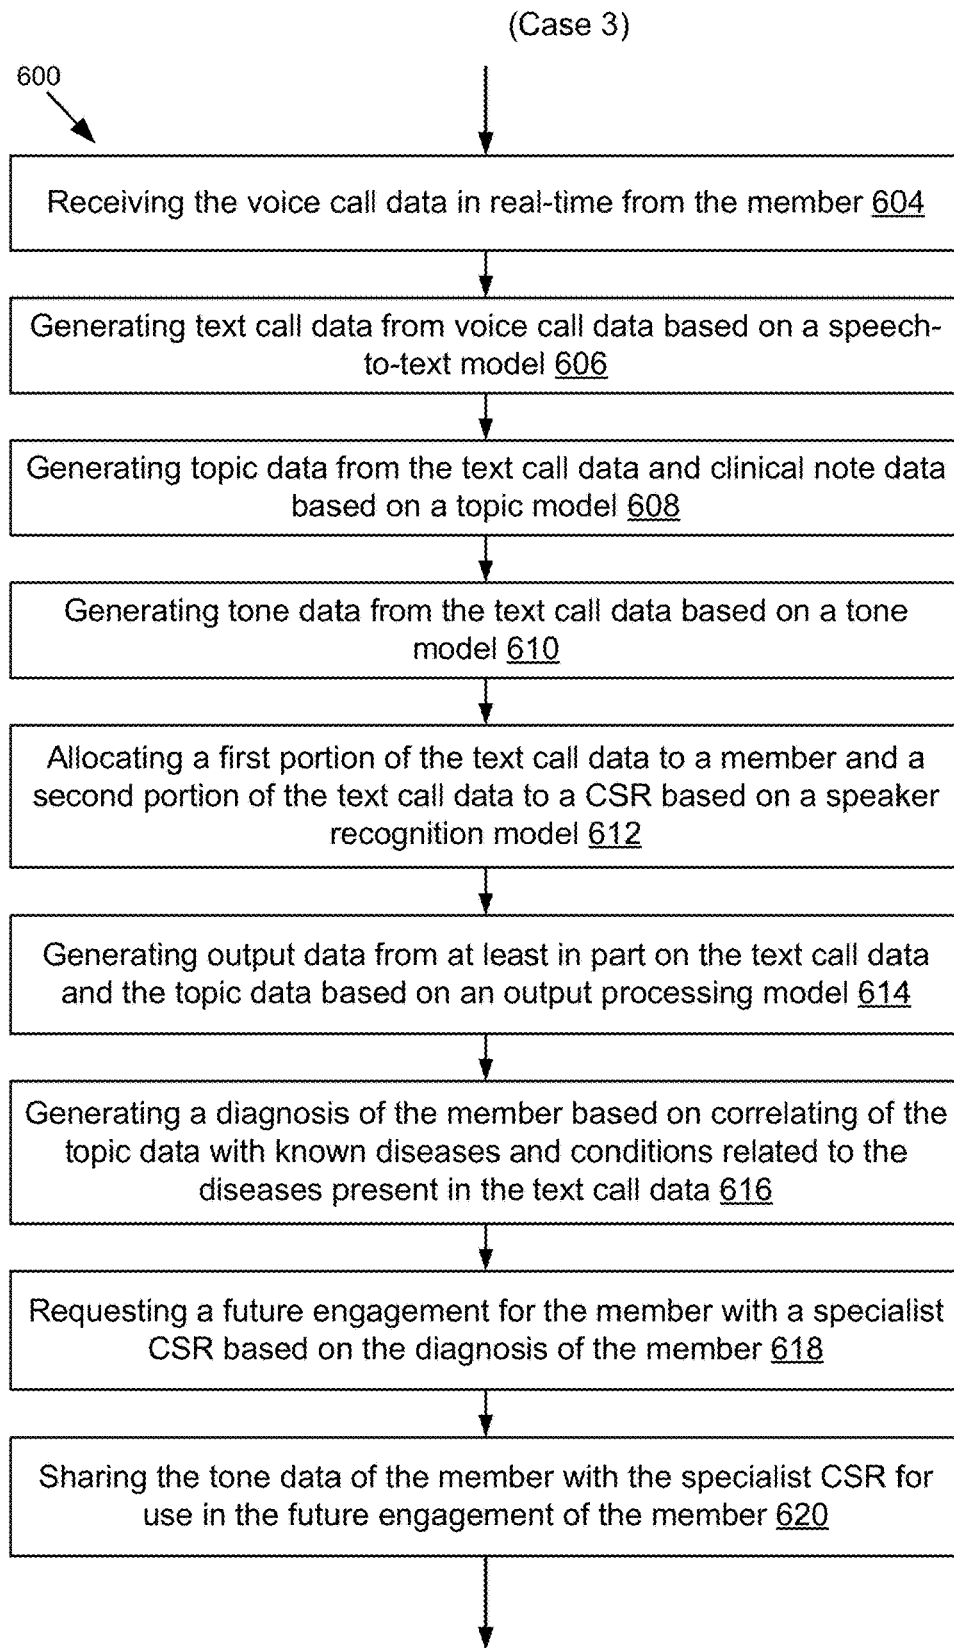 (Case 3)
600
Receiving the voice call data in real-time from the member 604
Generating text call data from voice call data based on a speech-
to-text model 606
Generating topic data from the text call data and clinical note data
based on a topic model 608
Generating tone data from the text call data based on a tone
model 610
Allocating a first portion of the text call data to a member and a
second portion of the text call data to a CSR based on a speaker
recognition model 612
Generating output data from at least in part on the text call data
and the topic data based on an output processing model 614
Generating a diagnosis of the member based on correlating of the
topic data with known diseases and conditions related to the
diseases present in the text call data 616
Requesting a future engagement for the member with a specialist
CSR based on the diagnosis of the member 618
Sharing the tone data of the member with the specialist CSR for
use in the future engagement of the member 620